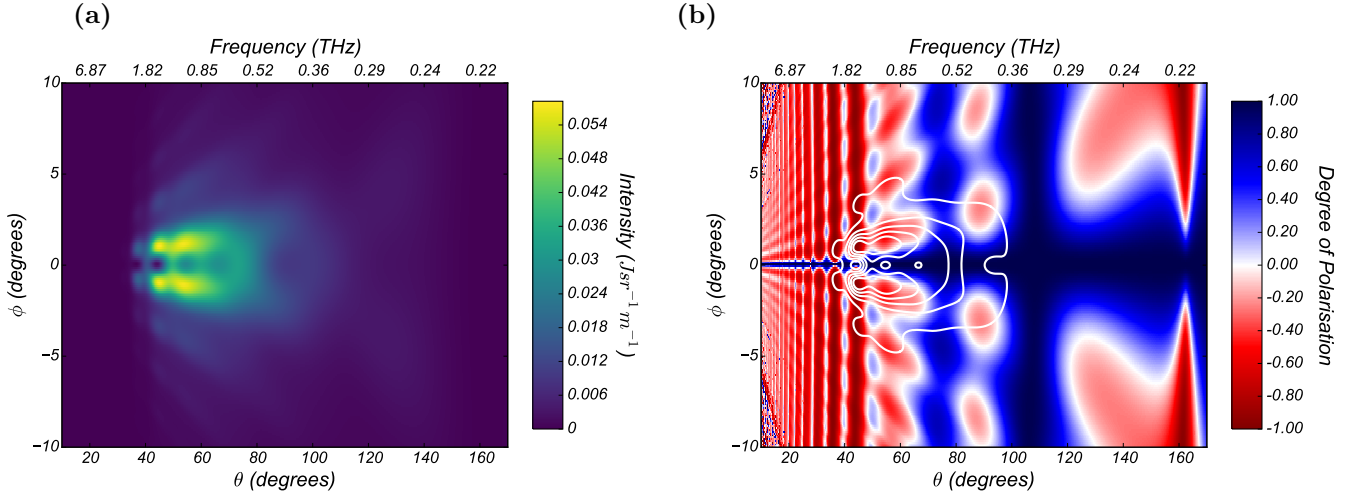 (a)
Frequency (THz)
6.87 1.82 0.85 0.52 0.36 0.29 0.24 0.22
10
5
0
−5
−10
ϕ (degrees)
20 40 60 80 100 120 140 160
θ (degrees)
0.054
0.048
0.042
0.036
0.030
0.024
0.018
0.012
0.006
0
Intensity (Jsr⁻¹m⁻¹)
(b)
Frequency (THz)
6.87 1.82 0.85 0.52 0.36 0.29 0.24 0.22
10
5
0
−5
−10
ϕ (degrees)
20 40 60 80 100 120 140 160
θ (degrees)
1.00
0.80
0.60
0.40
0.20
0.00
-0.20
-0.40
-0.60
-0.80
-1.00
Degree of Polarisation